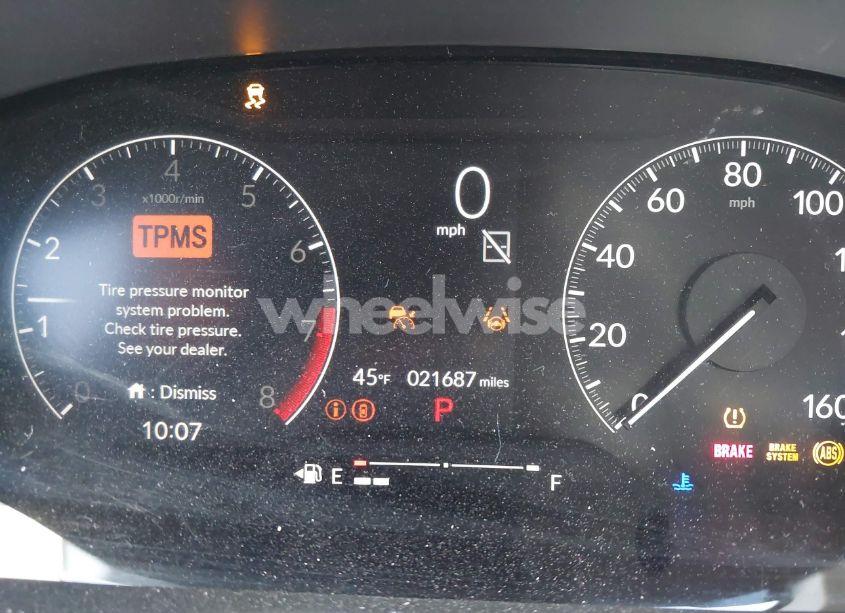 4
3
5
x1000r/min
2
6
TPMS
Tire pressure monitor
system problem.
Check tire pressure.
See your dealer.
1
7
: Dismiss
0
8
10:07
0
mph
45°F
021687 miles
P
E
F
80
60
100
mph
40
20
0
160
BRAKE
BRAKE
SYSTEM
ABS
wheelwise